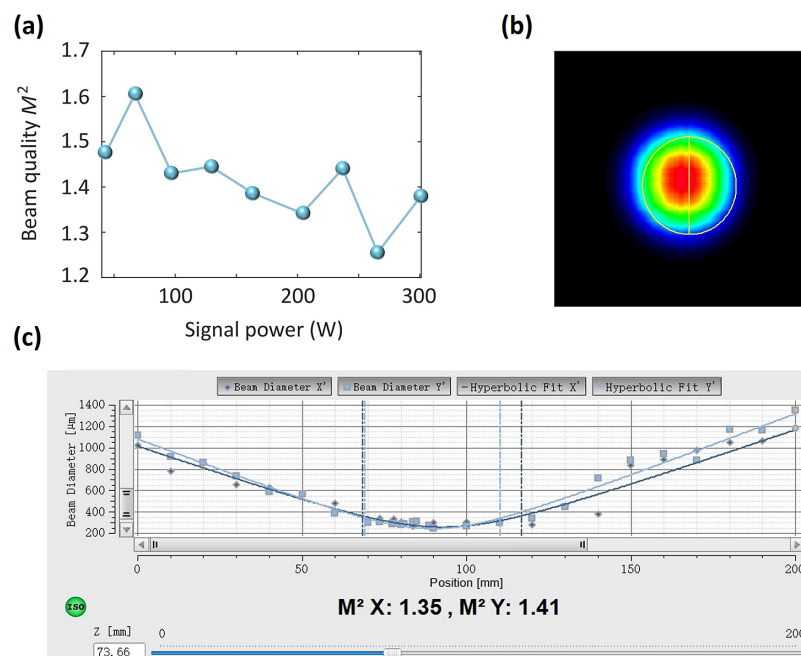 (a)
1.7
1.6
1.5
1.4
1.3
1.2
Beam quality M²
100 200 300
Signal power (W)
(b)
(c)
Beam Diameter X' Beam Diameter Y' Hyperbolic Fit X' Hyperbolic Fit Y'
1400
1200
1000
800
600
400
200
Beam Diameter [µm]
0 50 100 150 200
Position [mm]
ISO
M² X: 1.35 , M² Y: 1.41
Z [mm] 0 200
73.66